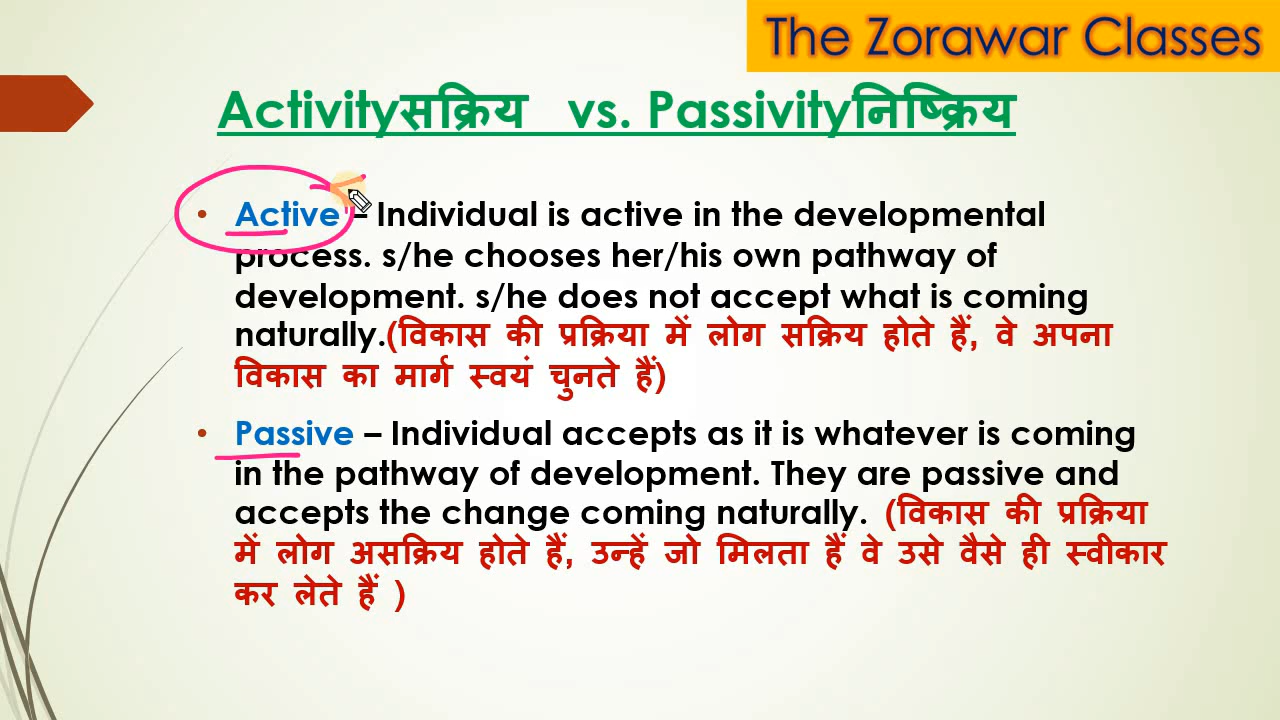 The Zorawar Classes
Activityसक्रिय vs. Passivityनिष्क्रिय
• Active – Individual is active in the developmental
process. s/he chooses her/his own pathway of
development. s/he does not accept what is coming
naturally.(विकास की प्रक्रिया में लोग सक्रिय होते हैं, वे अपना
विकास का मार्ग स्वयं चुनते हैं)
• Passive – Individual accepts as it is whatever is coming
in the pathway of development. They are passive and
accepts the change coming naturally. (विकास की प्रक्रिया
में लोग असक्रिय होते हैं, उन्हें जो मिलता हैं वे उसे वैसे ही स्वीकार
कर लेते हैं )